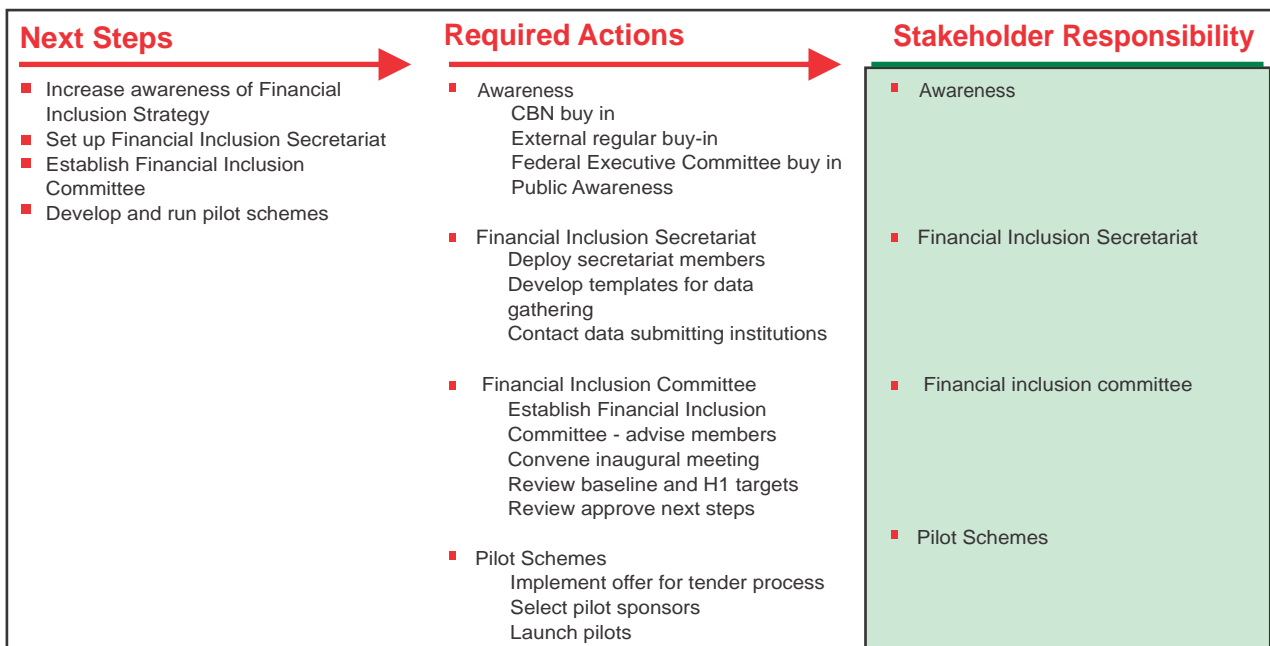 Next Steps
Increase awareness of Financial
Inclusion Strategy
Set up Financial Inclusion Secretariat
Establish Financial Inclusion
Committee
Develop and run pilot schemes
Required Actions
Awareness
CBN buy in
External regular buy-in
Federal Executive Committee buy in
Public Awareness
Financial Inclusion Secretariat
Deploy secretariat members
Develop templates for data
gathering
Contact data submitting institutions
Financial Inclusion Committee
Establish Financial Inclusion
Committee - advise members
Convene inaugural meeting
Review baseline and H1 targets
Review approve next steps
Pilot Schemes
Implement offer for tender process
Select pilot sponsors
Launch pilots
Stakeholder Responsibility
Awareness
Financial Inclusion Secretariat
Financial inclusion committee
Pilot Schemes